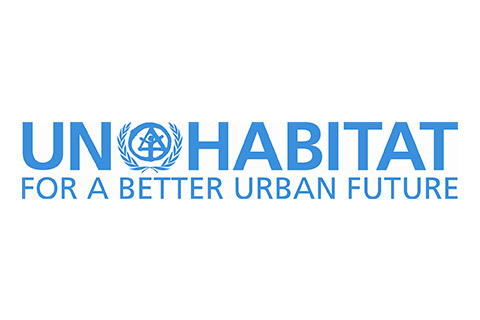 UN HABITAT
FOR A BETTER URBAN FUTURE